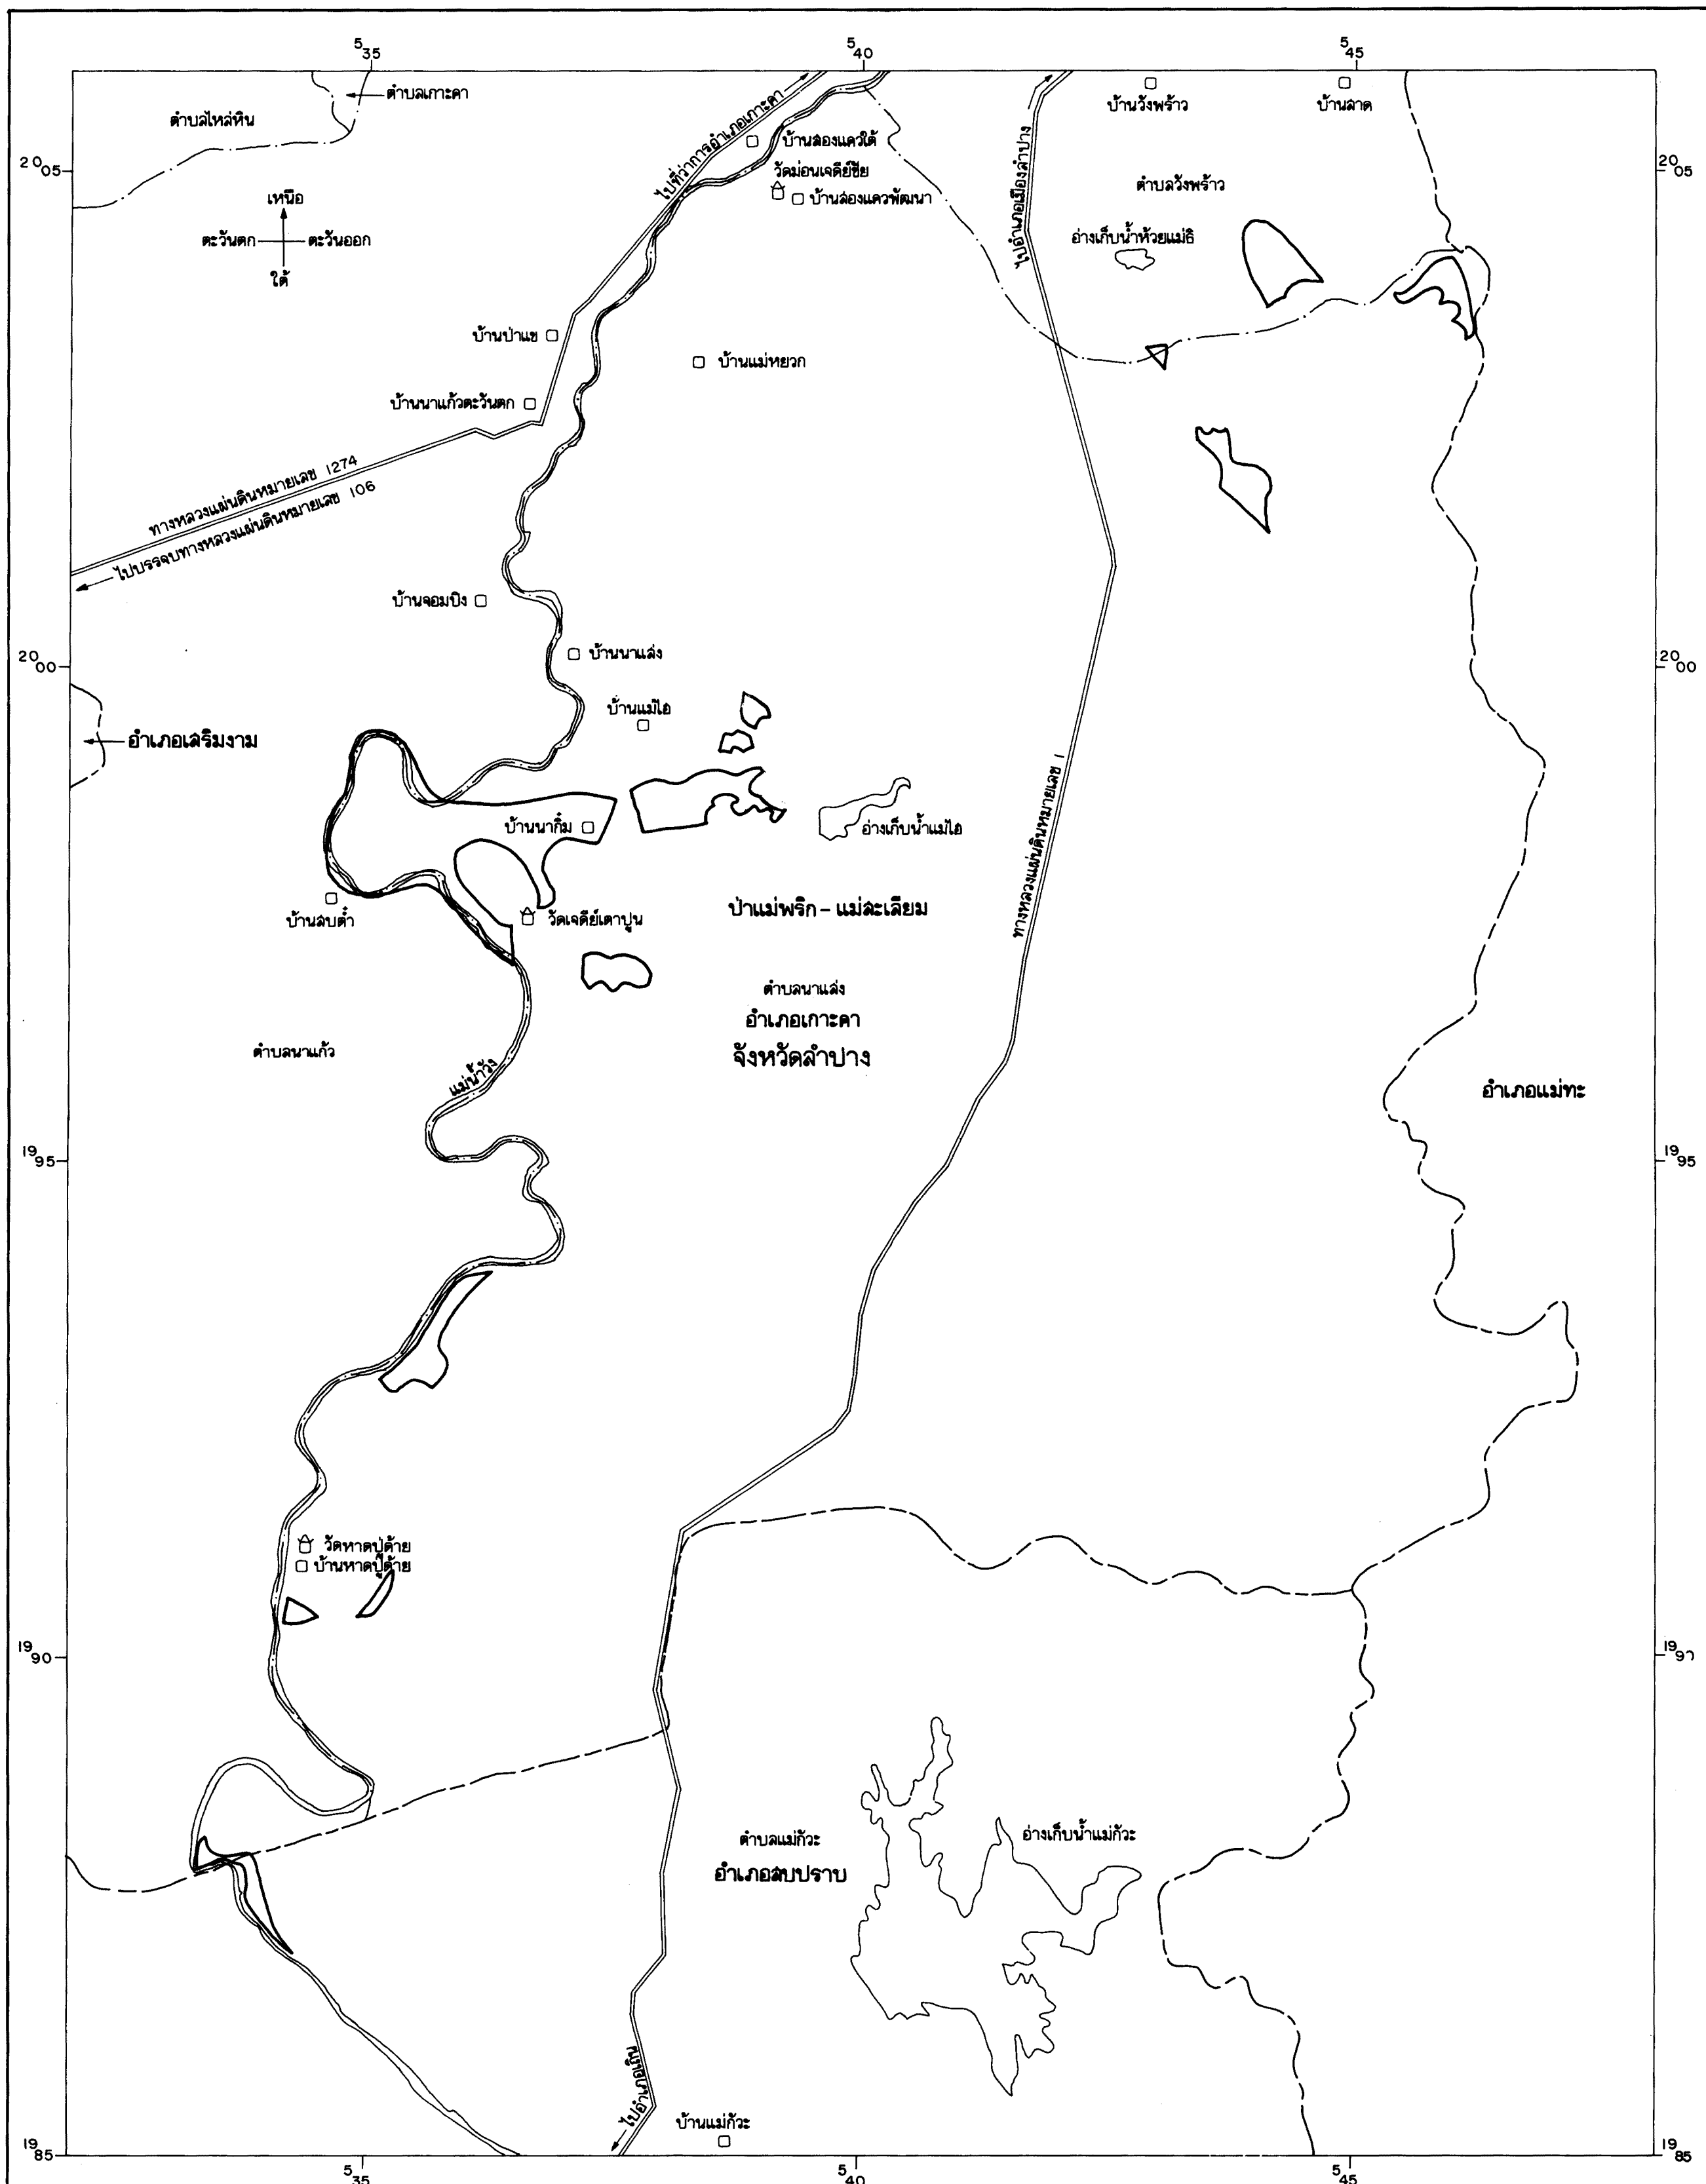 5 35
5 40
5 45
ตำบลเกาะคา
ตำบลไหล่หิน
ไปที่ว่าการอำเภอเกาะคา
บ้านวังพร้าว
บ้านลาด
บ้านสองแควใต้
ไปอำเภอเมืองลำปาง
20 05
20 05
วัดม่อนเจดีย์ชัย
ตำบลวังพร้าว
บ้านสองแควพัฒนา
เหนือ
ตะวันตก
ตะวันออก
ใต้
อ่างเก็บน้ำห้วยแม่ธิ
บ้านป่าแข
บ้านแม่หยวก
บ้านนาแก้วตะวันตก
ทางหลวงแผ่นดินหมายเลข 1274
ไปบรรจบทางหลวงแผ่นดินหมายเลข 106
บ้านจอมปิง
บ้านนาแส่ง
20 00
20 00
บ้านแม่ไฮ
อำเภอเสริมงาม
ทางหลวงแผ่นดินหมายเลข 1
บ้านนากิ๋ม
อ่างเก็บน้ำแม่ไฮ
ป่าแม่พริก - แม่สะเลียม
บ้านสบต๋ำ
วัดเจดีย์เตาปูน
ตำบลนาแส่ง
อำเภอเกาะคา
จังหวัดลำปาง
ตำบลนาแก้ว
แม่น้ำวัง
อำเภอแม่ทะ
19 95
19 95
วัดหาดปู่ด้าย
บ้านหาดปู่ด้าย
19 90
19 90
ตำบลแม่กัวะ
อ่างเก็บน้ำแม่กัวะ
อำเภอสบปราบ
ไปอำเภอเถิน
บ้านแม่กัวะ
19 85
19 85
5 35
5 40
5 45